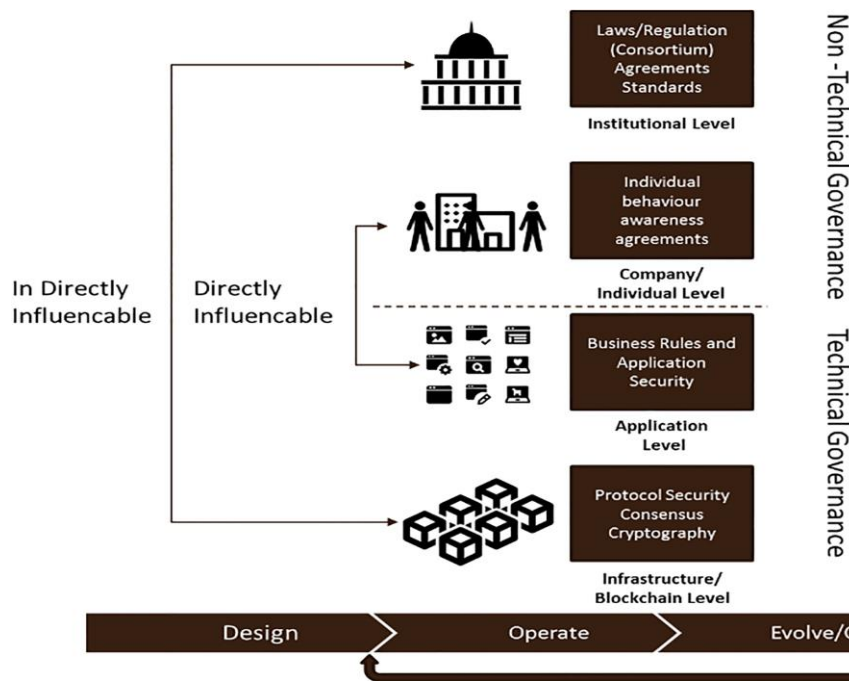 Laws/Regulation
(Consortium)
Agreements
Standards
Institutional Level
Non -Technical Governance
Individual
behaviour
awareness
agreements
Company/
Individual Level
In Directly
Influencable
Directly
Influencable
Business Rules and
Application
Security
Application
Level
Technical Governance
Protocol Security
Consensus
Cryptography
Infrastructure/
Blockchain Level
Design
Operate
Evolve/